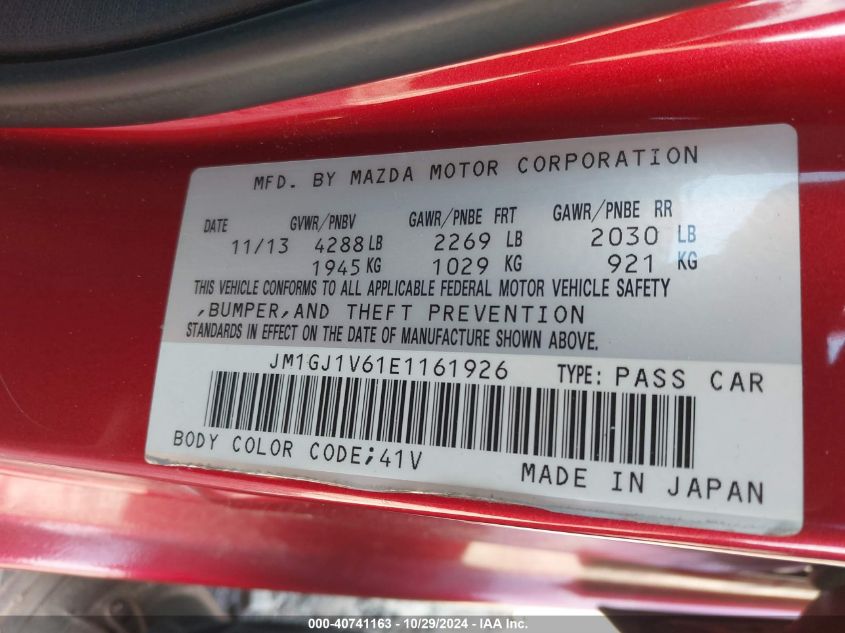 MFD. BY MAZDA MOTOR CORPORATION
DATE GVWR/PNBV GAWR/PNBE FRT GAWR/PNBE RR
11/13 4288 LB 2269 LB 2030 LB
1945 KG 1029 KG 921 KG
THIS VEHICLE CONFORMS TO ALL APPLICABLE FEDERAL MOTOR VEHICLE SAFETY
,BUMPER,AND THEFT PREVENTION
STANDARDS IN EFFECT ON THE DATE OF MANUFACTURE SHOWN ABOVE.
JM1GJ1V61E1161926 TYPE: PASS CAR
BODY COLOR CODE;41V
MADE IN JAPAN
000-40741163 - 10/29/2024 - IAA Inc.